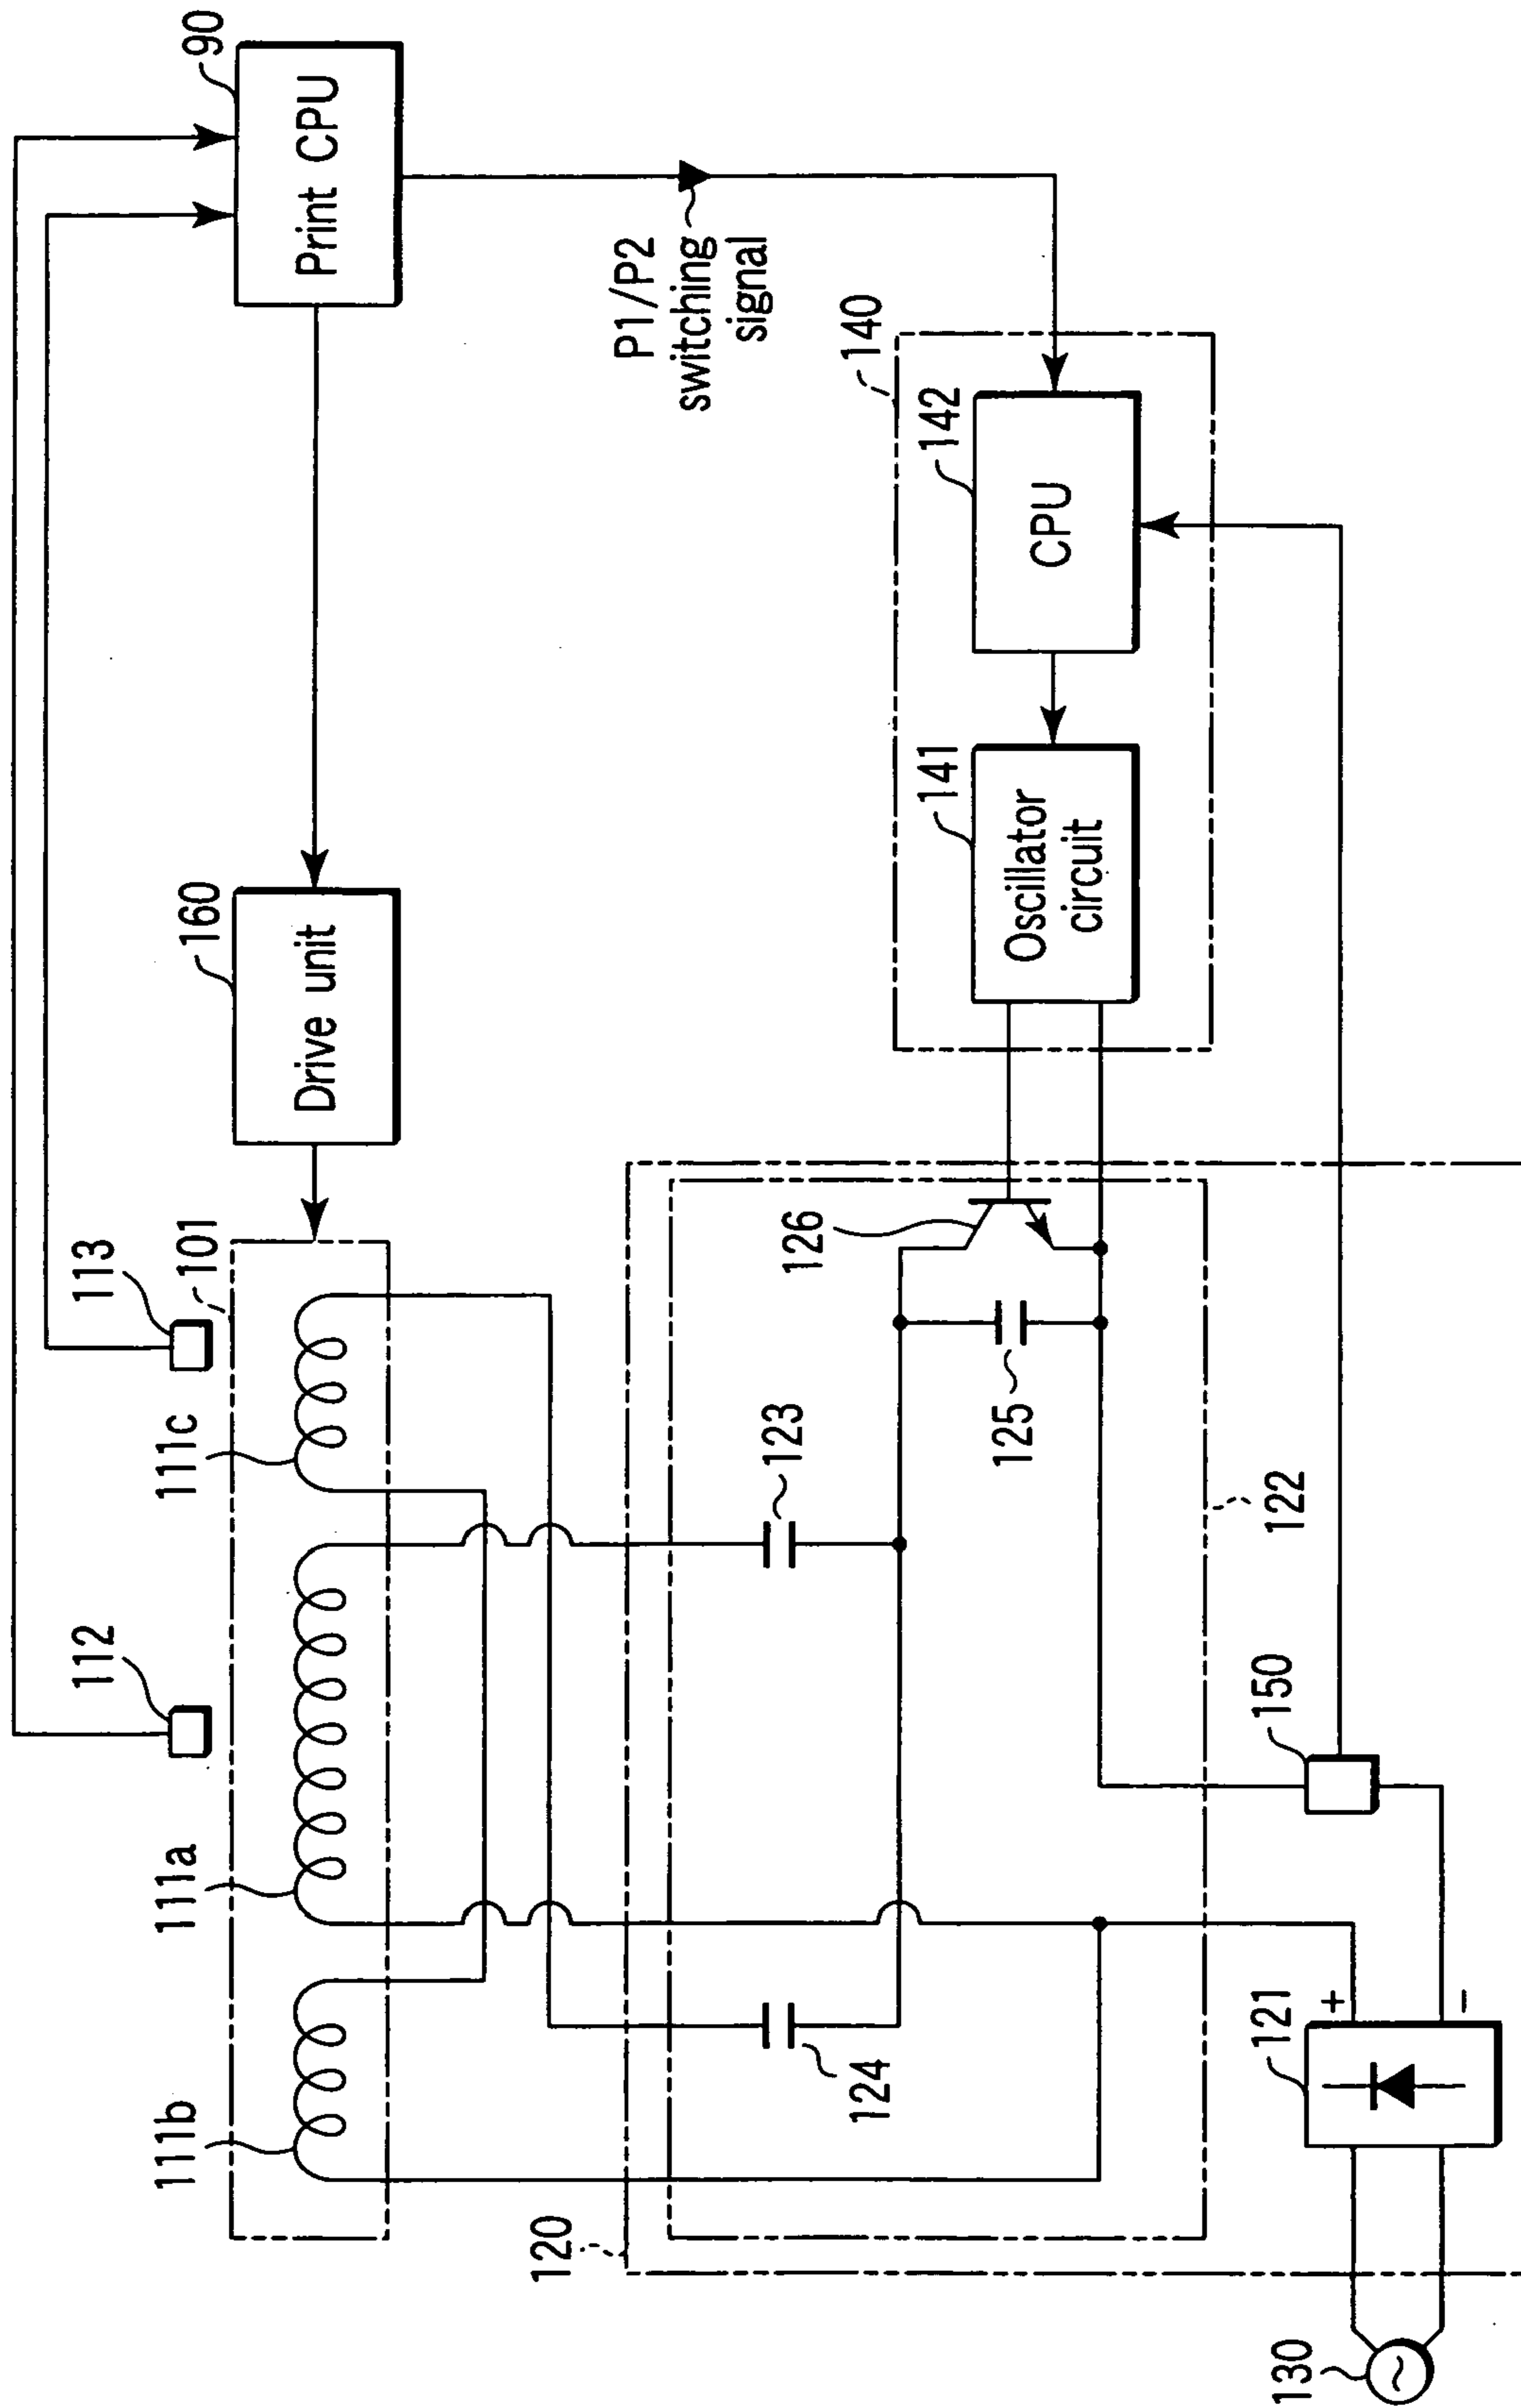 90
Print CPU
P1/P2
switching
signal
160
Drive unit
140
142
CPU
141
Oscillator
circuit
113
101
112
111c
111a
111b
126
125
123
122
124
120
150
121
+
−
130
~